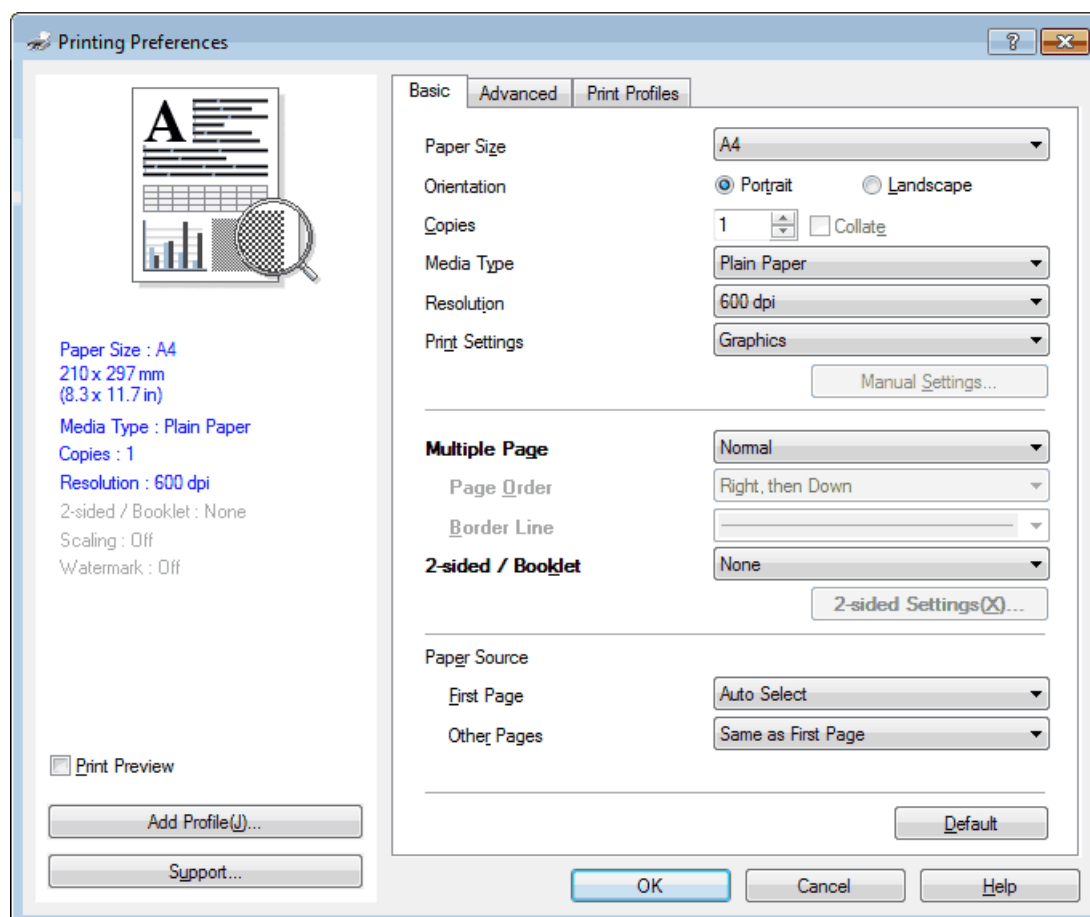 Printing Preferences
Basic
Advanced
Print Profiles
A
Paper Size : A4
210 x 297 mm
(8.3 x 11.7 in)
Media Type : Plain Paper
Copies : 1
Resolution : 600 dpi
2-sided / Booklet : None
Scaling : Off
Watermark : Off
Print Preview
Add Profile(J)...
Support...
Paper Size A4
Orientation Portrait Landscape
Copies 1 Collate
Media Type Plain Paper
Resolution 600 dpi
Print Settings Graphics
Manual Settings...
Multiple Page Normal
Page Order Right, then Down
Border Line
2-sided / Booklet None
2-sided Settings(X)...
Paper Source
First Page Auto Select
Other Pages Same as First Page
Default
OK Cancel Help